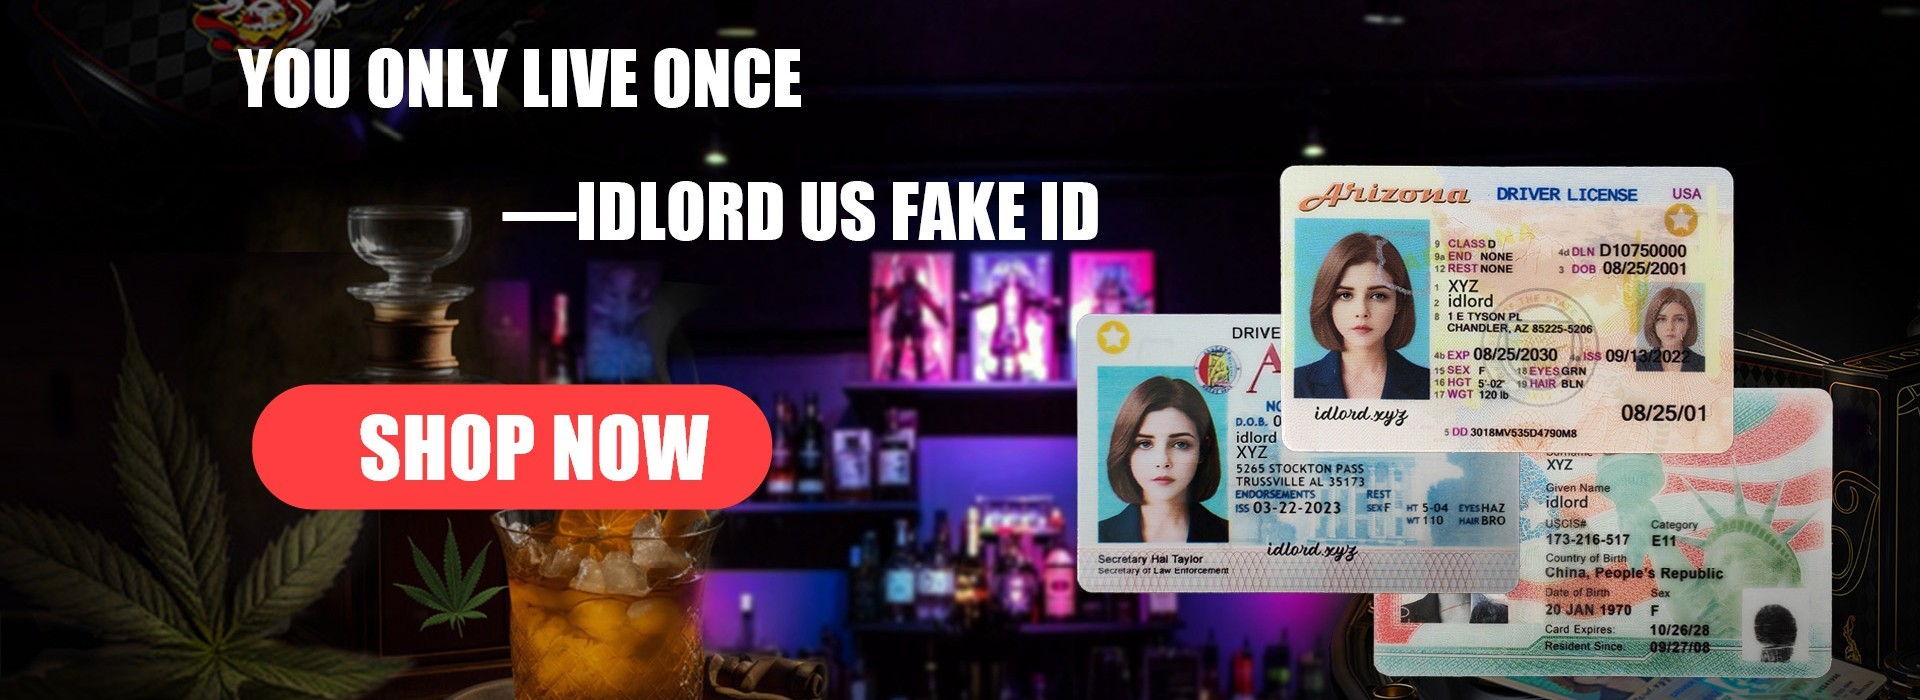 YOU ONLY LIVE ONCE
—IDLORD US FAKE ID
SHOP NOW
Arizona DRIVER LICENSE USA
9 CLASS D
9a END NONE
12 REST NONE
4d DLN D10750000
3 DOB 08/25/2001
1 XYZ
2 idlord
8 1 E TYSON PL
CHANDLER, AZ 85225-5206
4b EXP 08/25/2030 4a ISS 09/13/2022
15 SEX F 18 EYES GRN
16 HGT 5'-02" 19 HAIR BLN
17 WGT 120 lb
idlord.xyz
08/25/01
5 DD 3018MV535D4790M8
DRIVE
A
NO
D.O.B. 0
idlord
XYZ
5265 STOCKTON PASS
TRUSSVILLE AL 35173
ENDORSEMENTS REST
ISS 03-22-2023 SEX F HT 5-04 EYES HAZ
WT 110 HAIR BRO
idlord.xyz
Secretary Hal Taylor
Secretary of Law Enforcement
Surname
XYZ
Given Name
idlord
USCIS# Category
173-216-517 E11
Country of Birth
China, People's Republic
Date of Birth Sex
20 JAN 1970 F
Card Expires: 10/26/28
Resident Since: 09/27/08